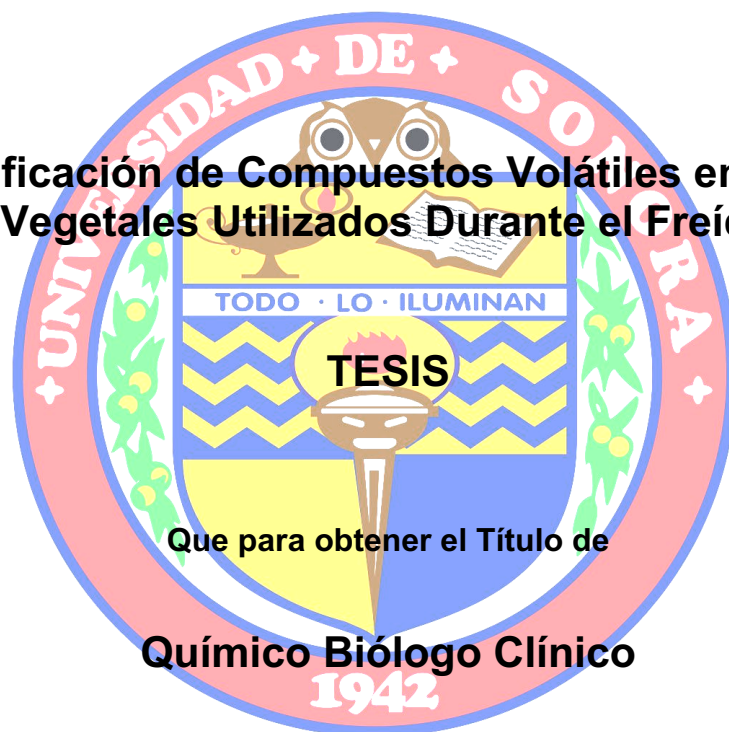 UNIVERSIDAD DE SONORA
ficación de Compuestos Volátiles en
Vegetales Utilizados Durante el
TODO · LO · ILUMINAN
TESIS
Que para obtener el Título de
Químico Biólogo Clínico
1942